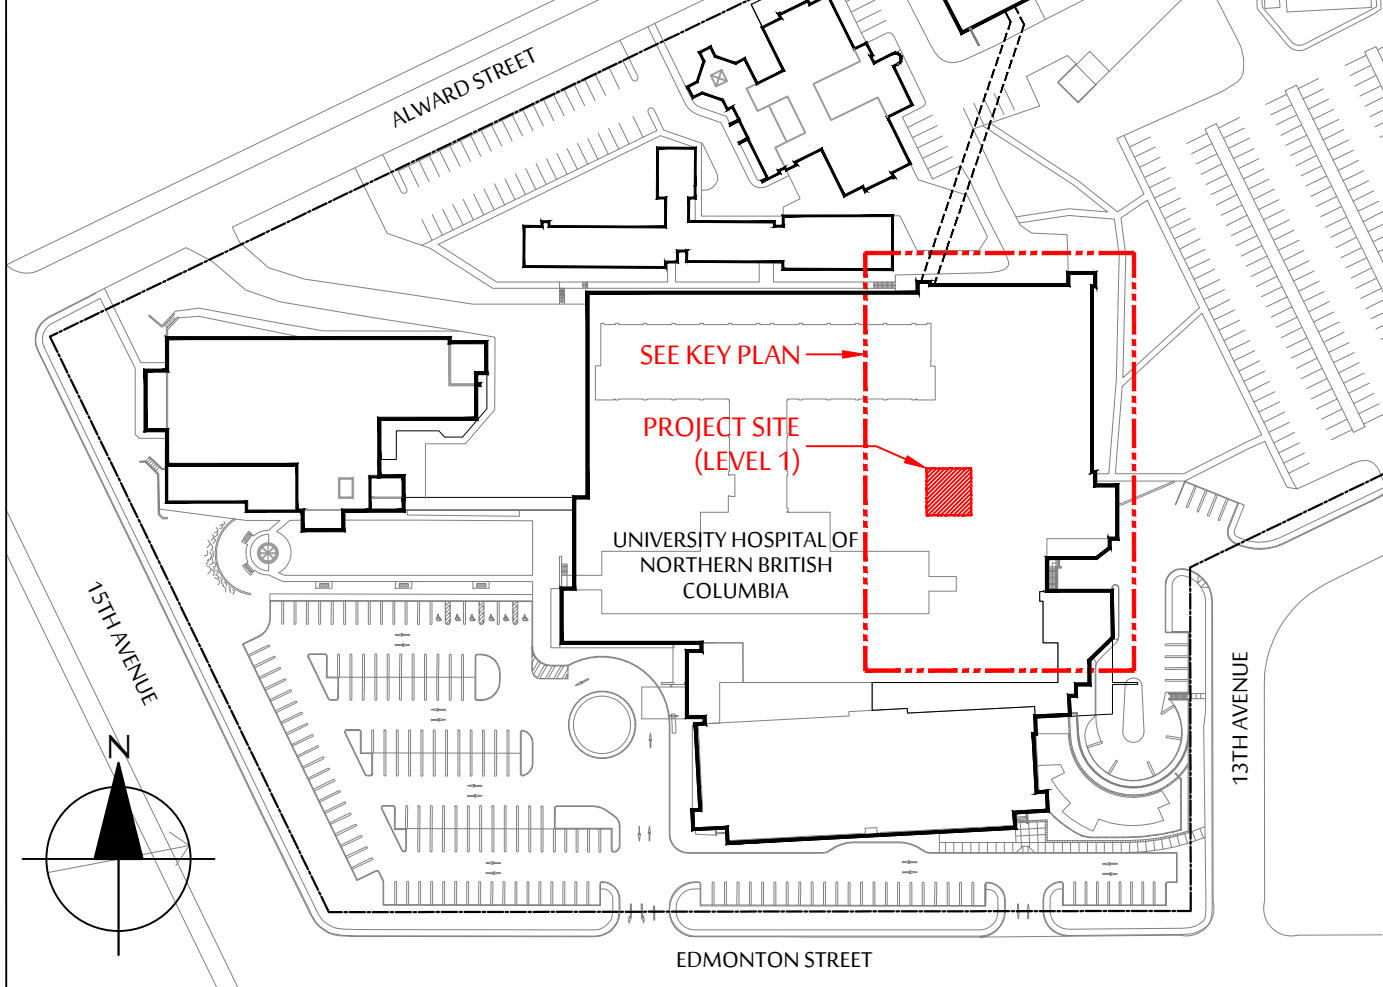 ALWARD STREET
SEE KEY PLAN
PROJECT SITE
(LEVEL 1)
UNIVERSITY HOSPITAL OF
NORTHERN BRITISH
COLUMBIA
15TH AVENUE
13TH AVENUE
N
EDMONTON STREET